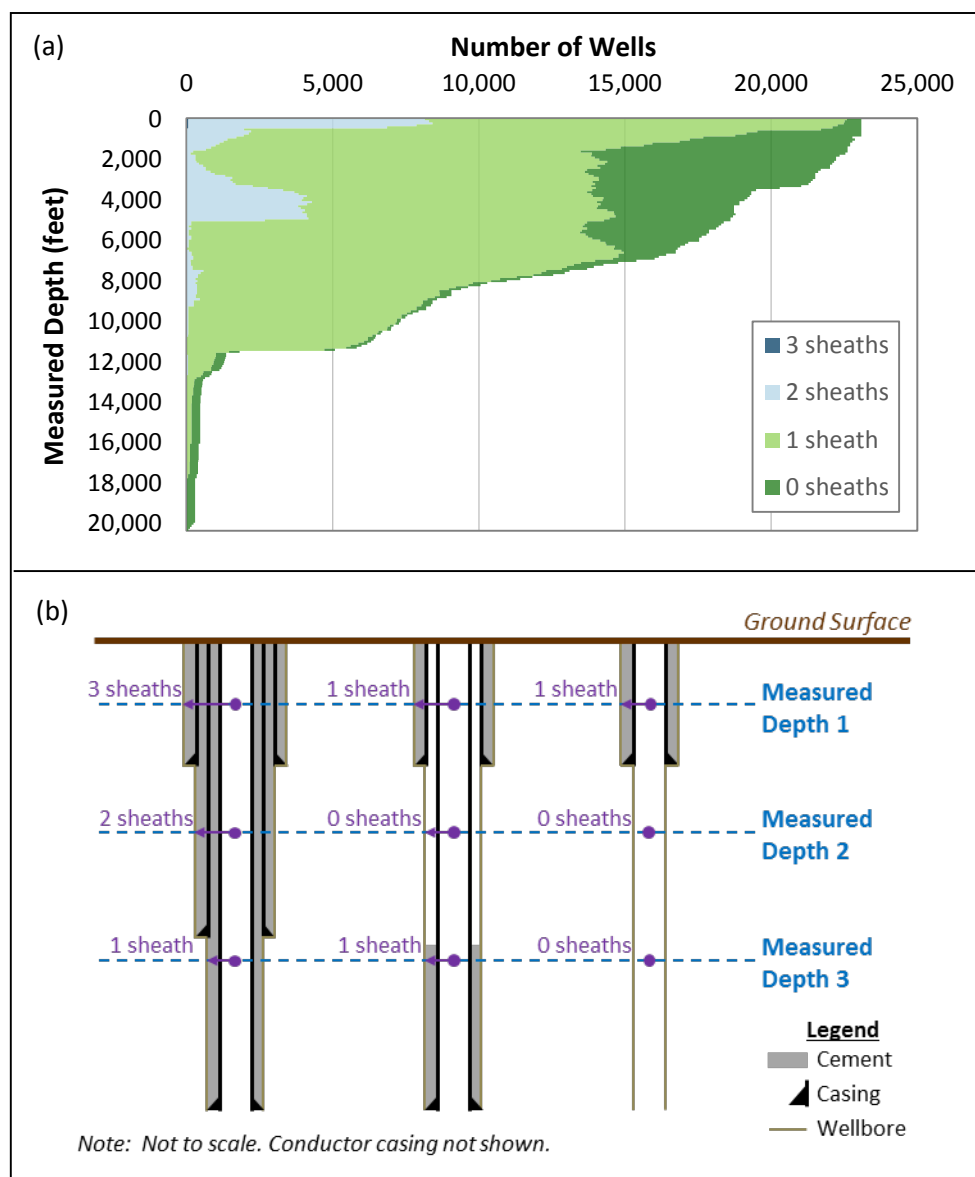 (a)
Number of Wells
0 5,000 10,000 15,000 20,000 25,000
Measured Depth (feet)
0
2,000
4,000
6,000
8,000
10,000
12,000
14,000
16,000
18,000
20,000
3 sheaths
2 sheaths
1 sheath
0 sheaths
(b)
Ground Surface
3 sheaths 1 sheath 1 sheath Measured
Depth 1
2 sheaths 0 sheaths 0 sheaths Measured
Depth 2
1 sheath 1 sheath 0 sheaths Measured
Depth 3
Legend
Cement
Casing
Wellbore
Note: Not to scale. Conductor casing not shown.